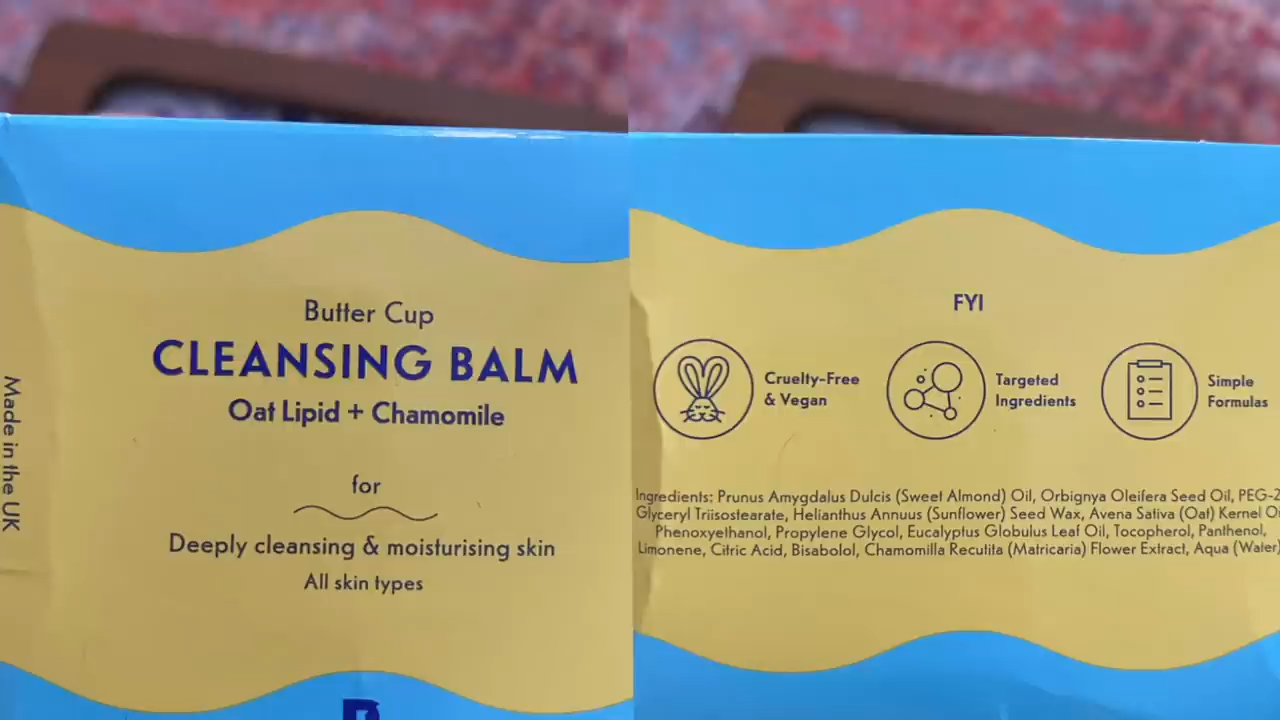 Made in the UK
Butter Cup
CLEANSING BALM
Oat Lipid + Chamomile
for
Deeply cleansing & moisturising skin
All skin types
FYI
Cruelty-Free
& Vegan
Targeted
Ingredients
Simple
Formulas
Ingredients: Prunus Amygdalus Dulcis (Sweet Almond) Oil, Orbignya Oleifera Seed Oil, PEG-2
Glyceryl Triisostearate, Helianthus Annuus (Sunflower) Seed Wax, Avena Sativa (Oat) Kernel
Phenoxyethanol, Propylene Glycol, Eucalyptus Globulus Leaf Oil, Tocopherol, Panthenol,
Limonene, Citric Acid, Bisabolol, Chamomilla Recutita (Matricaria) Flower Extract, Aqua (Water)